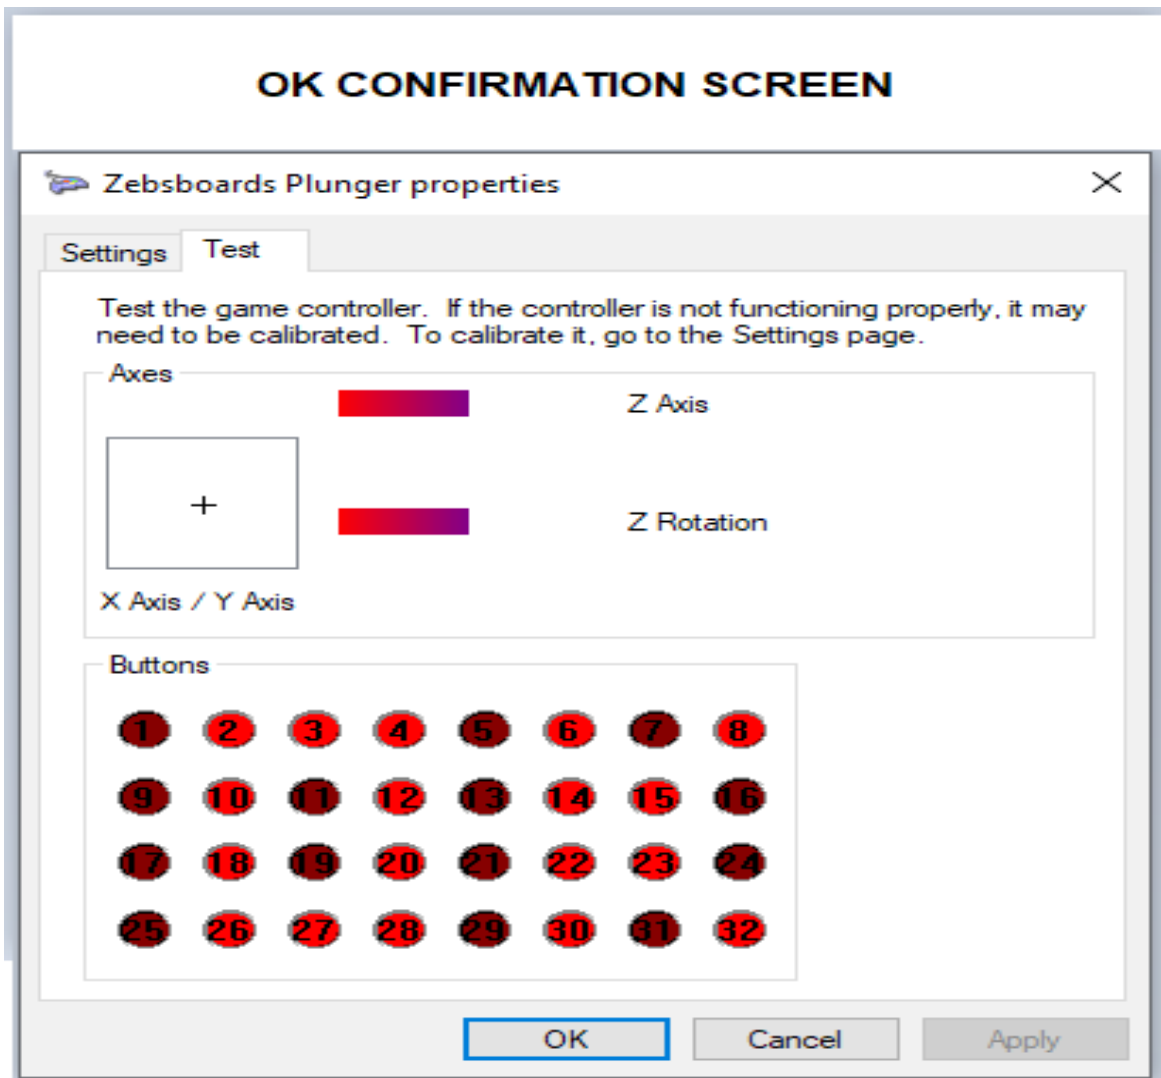 OK CONFIRMATION SCREEN
Zebsboards Plunger properties
Settings Test
Test the game controller. If the controller is not functioning properly, it may
need to be calibrated. To calibrate it, go to the Settings page.
Axes
Z Axis
Z Rotation
X Axis / Y Axis
Buttons
1 2 3 4 5 6 7 8
9 10 11 12 13 14 15 16
17 18 19 20 21 22 23 24
25 26 27 28 29 30 31 32
OK Cancel Apply